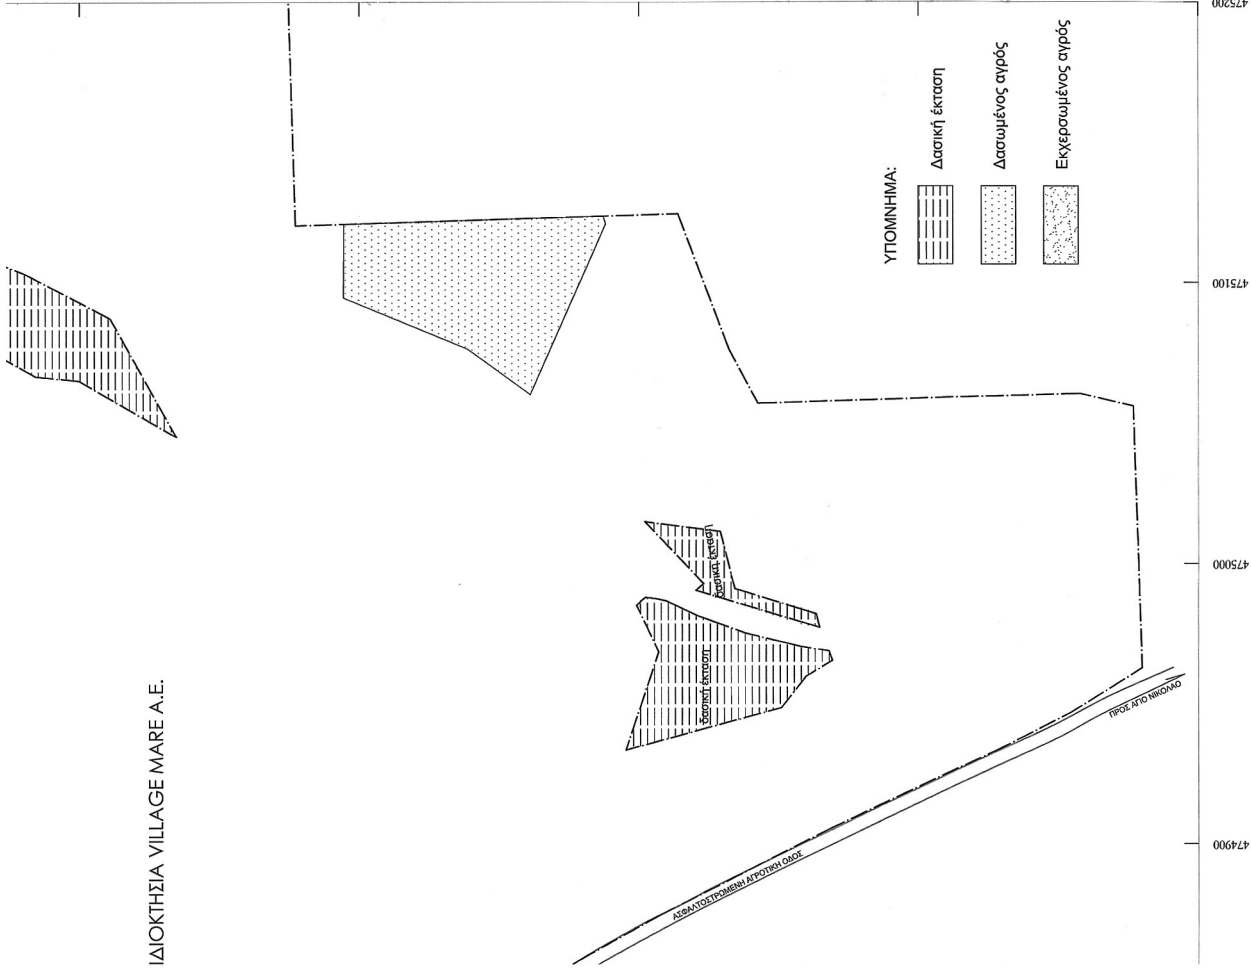 ΙΔΙΟΚΤΗΣΙΑ VILLAGE MARE A.E.
δασική έκταση
δασική έκταση
ΑΣΦΑΛΤΟΣΤΡΩΜΕΝΗ ΑΓΡΟΤΙΚΗ ΟΔΟΣ
ΠΡΟΣ ΑΓΙΟ ΝΙΚΟΛΑΟ
ΥΠΟΜΝΗΜΑ:
Δασική έκταση
Δασωμένος αγρός
Εκχερσωμένος αγρός
475200
475100
475000
474900